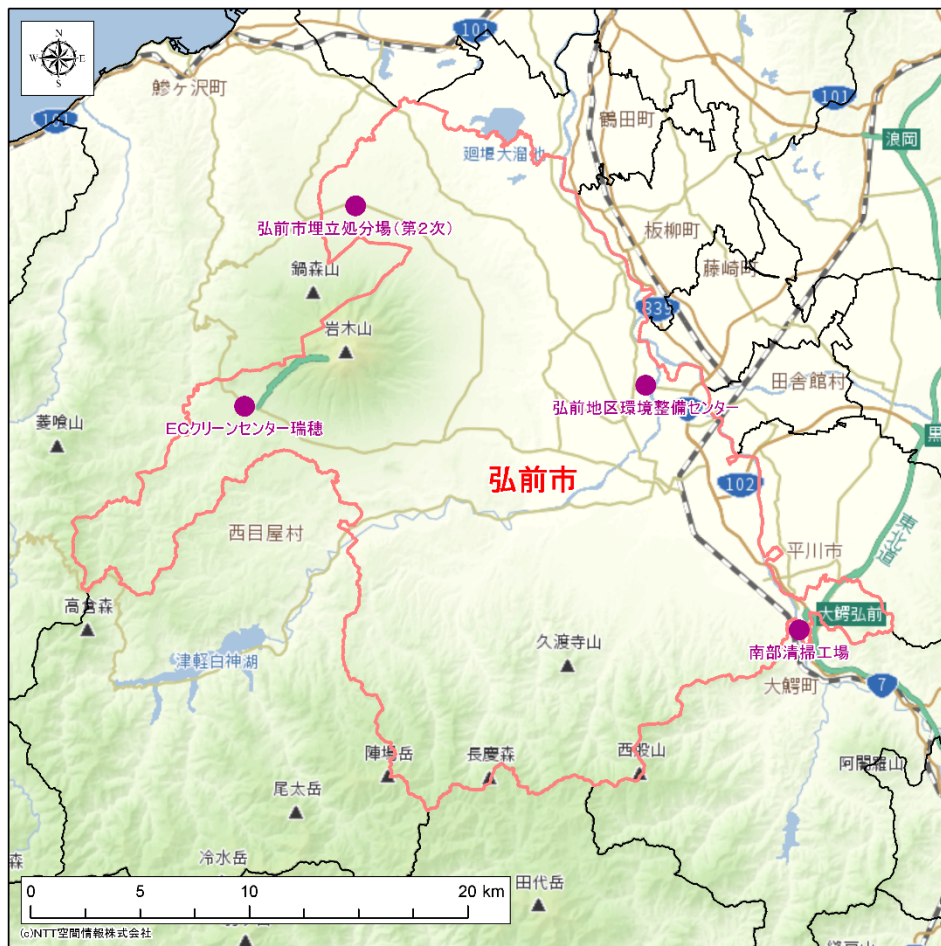 N
W
E
S
101
鰺ヶ沢町
101
鶴田町
101
浪岡
101
廻堰大溜池
弘前市埋立処分場(第2次)
板柳町
鍋森山
藤崎町
339
岩木山
田舎館村
弘前地区環境整備センター
ECクリーンセンター瑞穂
菱喰山
黒
弘前市
102
西目屋村
東北道
平川市
高倉森
大鰐弘前
久渡寺山
南部清掃工場
津軽白神湖
大鰐町
7
陣場岳
長慶森
西股山
阿闍羅山
尾太岳
森
冷水岳
田代岳
0 5 10 20 km
(c)NTT空間情報株式会社